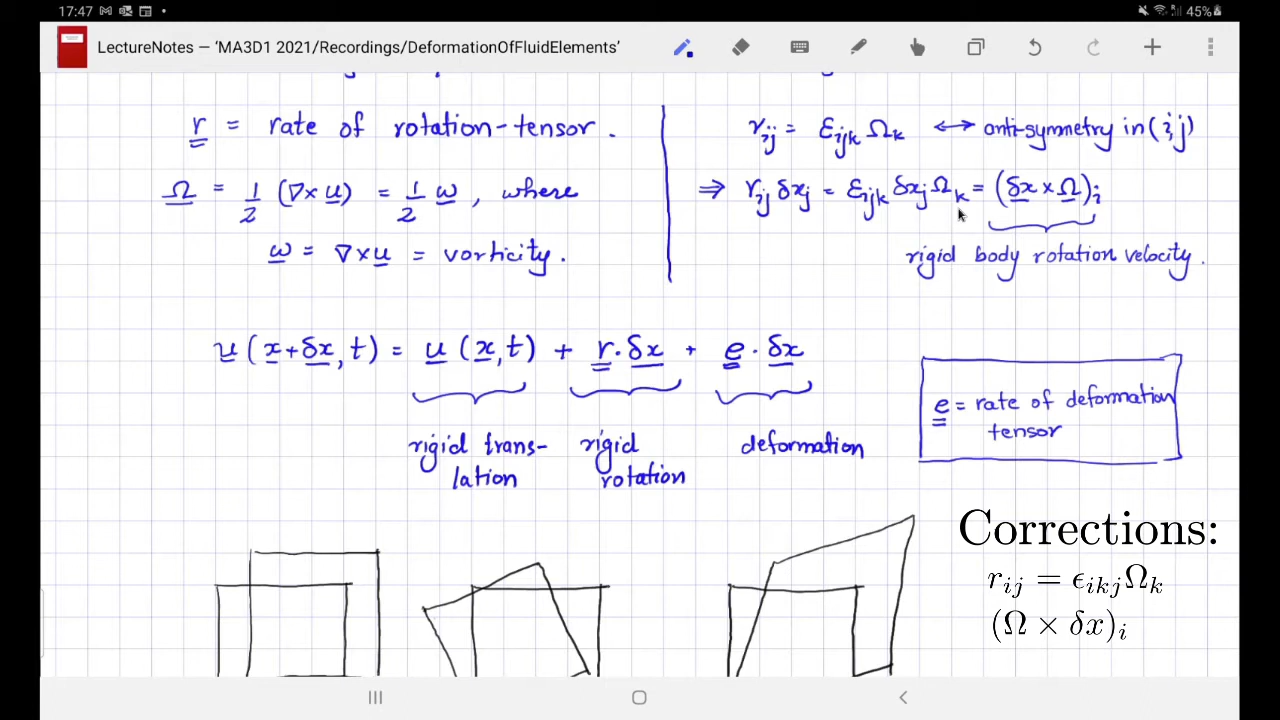 17:47
45%
LectureNotes — ‘MA3D1 2021/Recordings/DeformationOfFluidElements’
r = rate of rotation-tensor.
Ω = 1/2 (∇×u) = 1/2 ω, where
ω = ∇×u = vorticity.
r_ij = ε_ijk Ω_k ↔ anti-symmetry in (i,j)
⇒ r_ij δx_j = ε_ijk δx_j Ω_k = (δx × Ω)_i
rigid body rotation velocity.
u(x+δx,t) = u(x,t) + r·δx + e·δx
rigid trans-
lation
rigid
rotation
deformation
e = rate of deformation
tensor
Corrections:
r_ij = ϵ_ikj Ω_k
(Ω × δx)_i